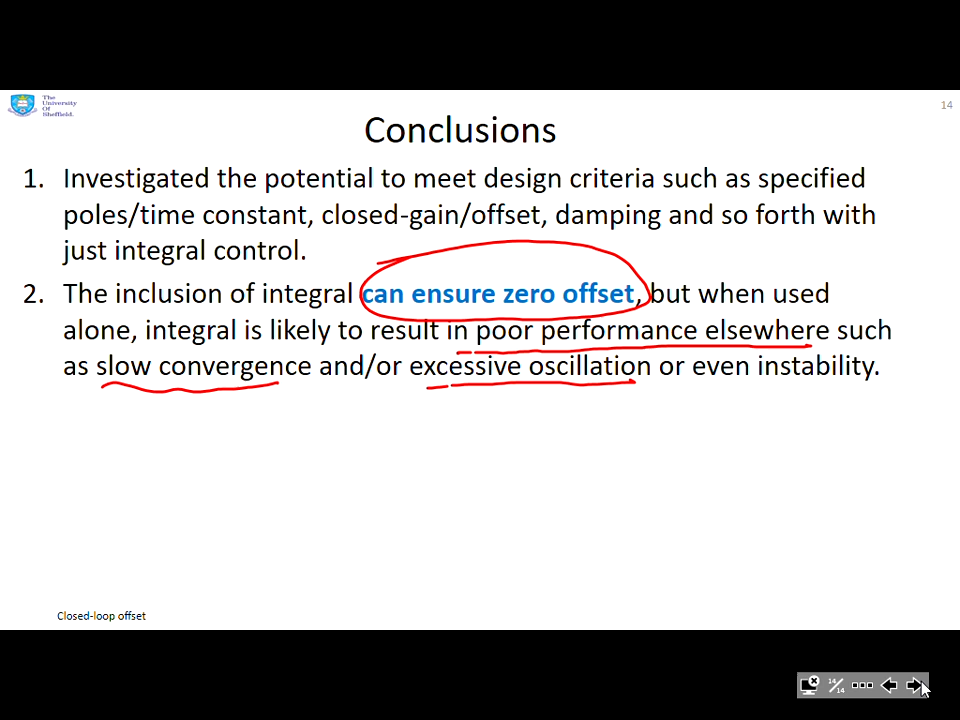 The
University
Of
Sheffield.
14
Conclusions
1. Investigated the potential to meet design criteria such as specified
poles/time constant, closed-gain/offset, damping and so forth with
just integral control.
2. The inclusion of integral can ensure zero offset, but when used
alone, integral is likely to result in poor performance elsewhere such
as slow convergence and/or excessive oscillation or even instability.
Closed-loop offset
14/14